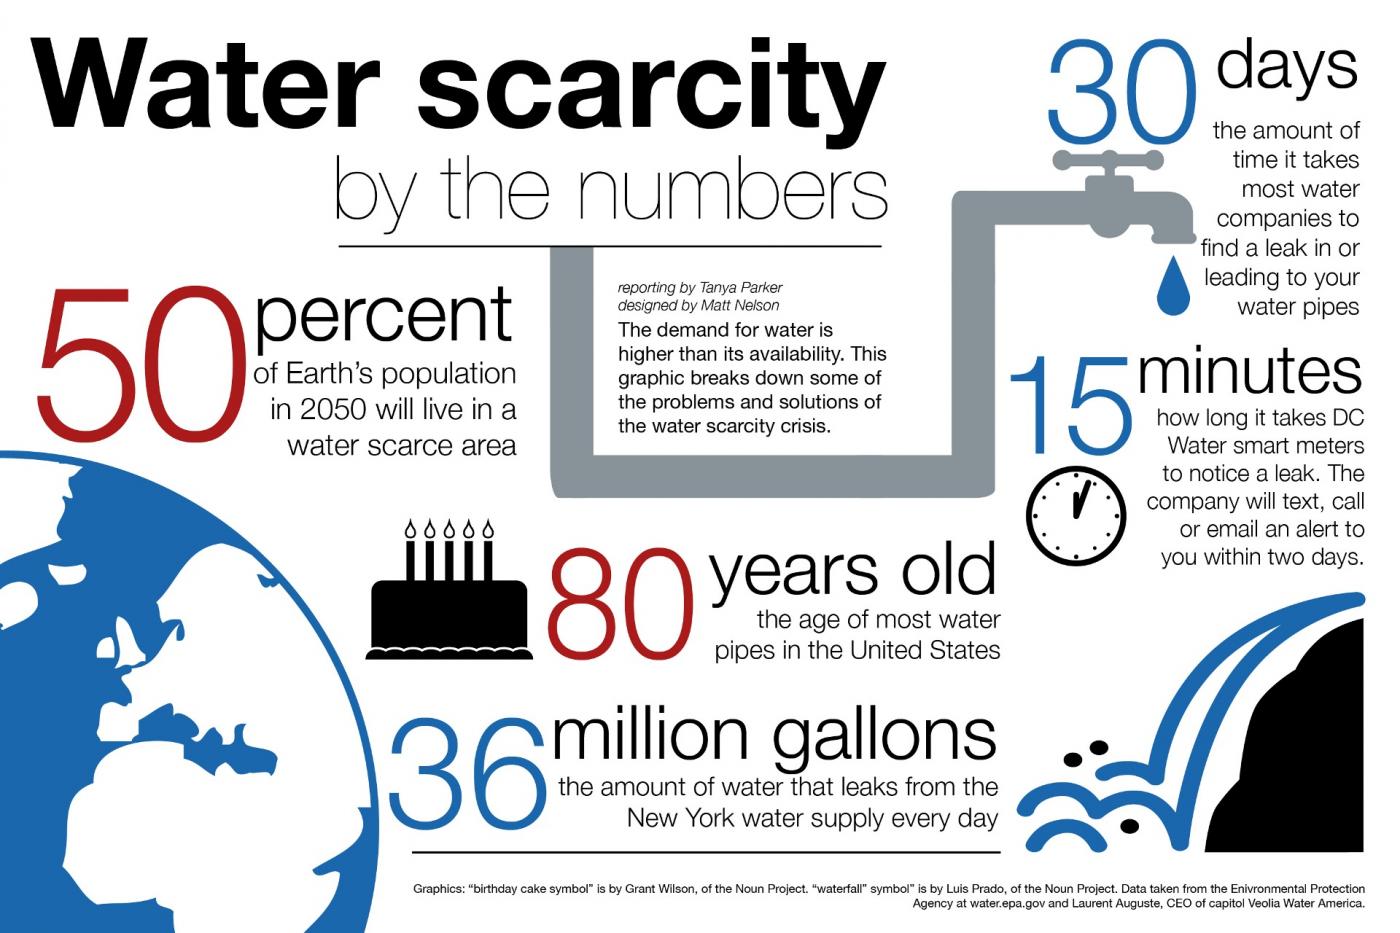 Water scarcity
by the numbers
reporting by Tanya Parker
designed by Matt Nelson
The demand for water is
higher than its availability. This
graphic breaks down some of
the problems and solutions of
the water scarcity crisis.
50 percent
of Earth's population
in 2050 will live in a
water scarce area
30 days
the amount of
time it takes
most water
companies to
find a leak in or
leading to your
water pipes
15 minutes
how long it takes DC
Water smart meters
to notice a leak. The
company will text, call
or email an alert to
you within two days.
80 years old
the age of most water
pipes in the United States
36 million gallons
the amount of water that leaks from the
New York water supply every day
Graphics: “birthday cake symbol” is by Grant Wilson, of the Noun Project. “waterfall” symbol” is by Luis Prado, of the Noun Project. Data taken from the Enivronmental Protection
Agency at water.epa.gov and Laurent Auguste, CEO of capitol Veolia Water America.